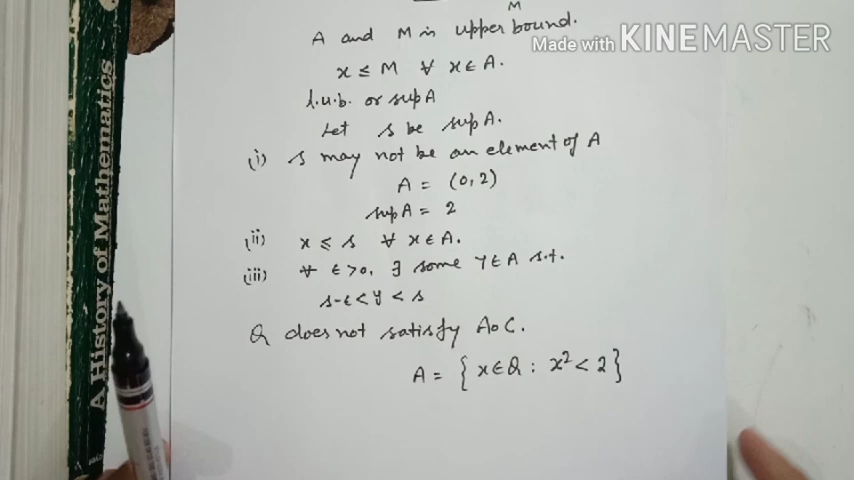 M
A and M is upper bound.
Made with KINEMASTER
x ≤ M ∀ x ∈ A.
l.u.b. or sup A
Let s be sup A.
(i) s may not be an element of A
A = (0, 2)
sup A = 2
(ii) x ≤ s ∀ x ∈ A.
(iii) ∀ ε > 0, ∃ some y ∈ A s.t.
s-ε < y < s
Q does not satisfy AoC.
A = { x ∈ Q : x² < 2 }
A History of Mathematics